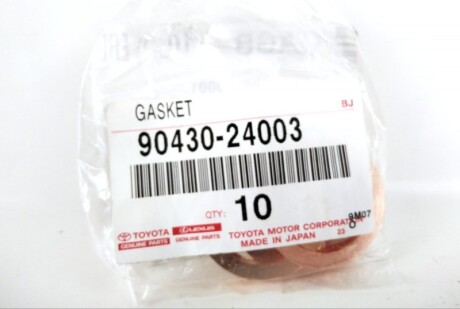 GASKET BJ
90430-24003
QTY: 10
TOYOTA LEXUS TOYOTA MOTOR CORPORATION 9M07
GENUINE PARTS GENUINE PARTS MADE IN JAPAN 23 O